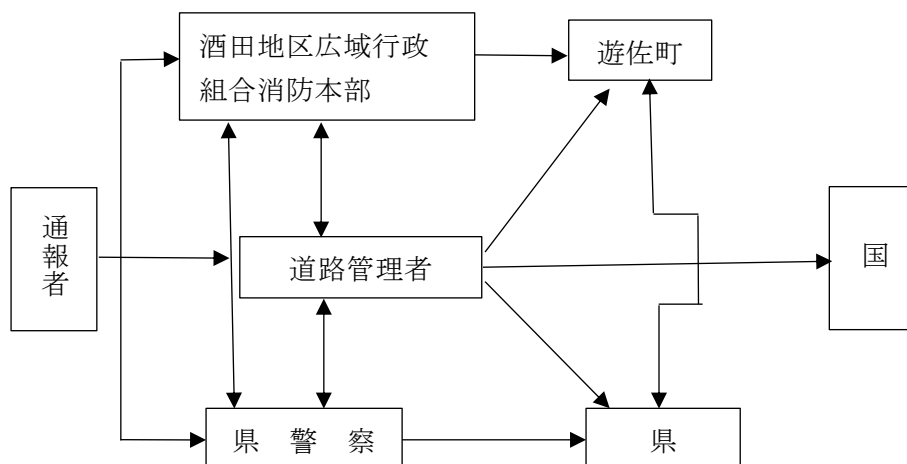 酒田地区広域行政
組合消防本部
遊佐町
通報者
道路管理者
国
県警察
県